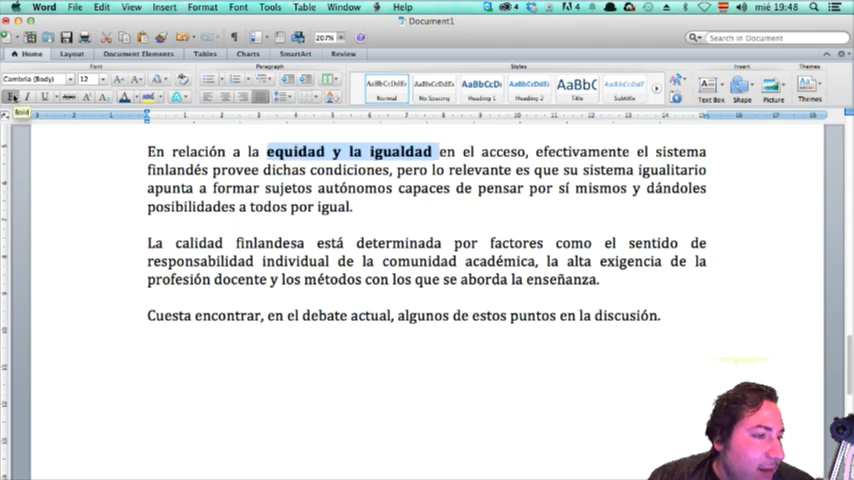 Word File Edit View Insert Format Font Tools Table Window Help mié 19:48
Document1
207% Search in Document
Home Layout Document Elements Tables Charts SmartArt Review
Font Paragraph Styles Insert Themes
Cambria (Body) 12
AaBbCcDdEe AaBbCcDdEe AaBbCcDc AaBbCcDdEe AaBbC AaBbCcDdEe
Normal No Spacing Heading 1 Heading 2 Title Subtitle Text Box Shape Picture Themes
Bold
En relación a la equidad y la igualdad en el acceso, efectivamente el sistema
finlandés provee dichas condiciones, pero lo relevante es que su sistema igualitario
apunta a formar sujetos autónomos capaces de pensar por sí mismos y dándoles
posibilidades a todos por igual.
La calidad finlandesa está determinada por factores como el sentido de
responsabilidad individual de la comunidad académica, la alta exigencia de la
profesión docente y los métodos con los que se aborda la enseñanza.
Cuesta encontrar, en el debate actual, algunos de estos puntos en la discusión.